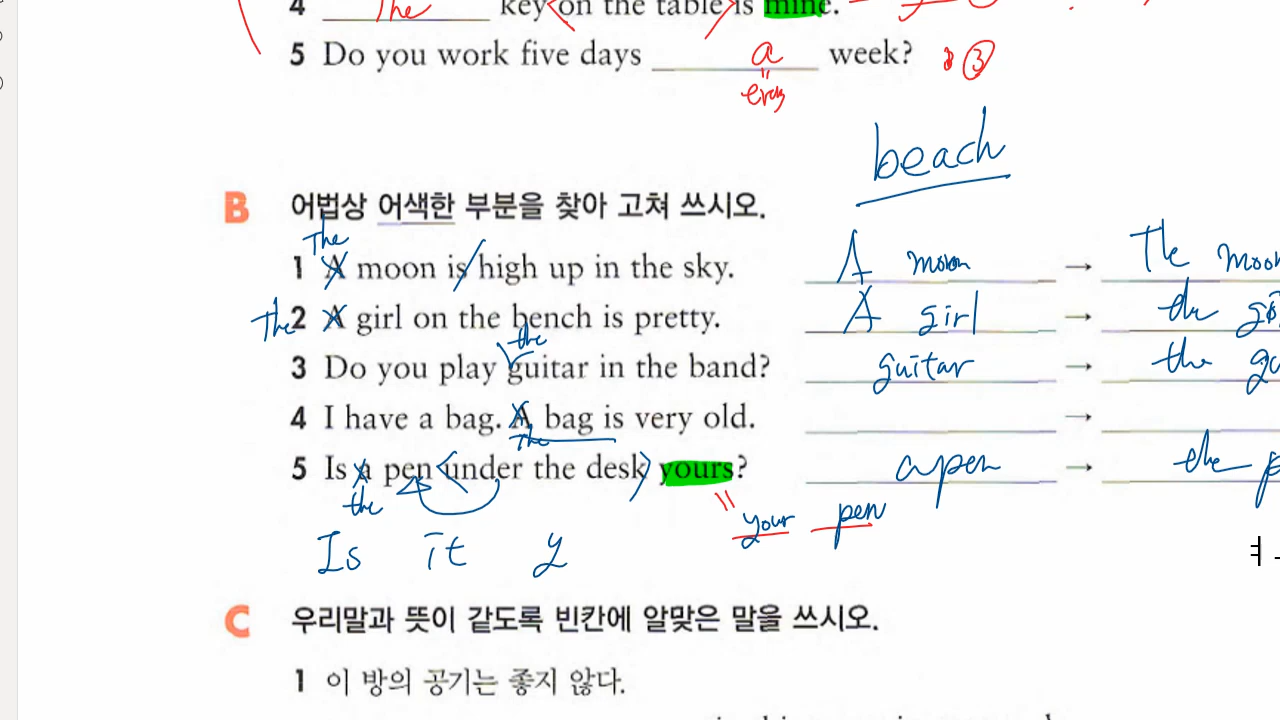 4 The key on the table is mine.
5 Do you work five days a week? ③
every
beach
B 어법상 어색한 부분을 찾아 고쳐 쓰시오.
The
1 A moon is high up in the sky. A moon → The moon
The 2 A girl on the bench is pretty. A girl → the
the
3 Do you play guitar in the band? guitar → the
4 I have a bag. A bag is very old. →
The
5 Is a pen under the desk yours? a pen → the
the
your pen
Is it y
C 우리말과 뜻이 같도록 빈칸에 알맞은 말을 쓰시오.
1 이 방의 공기는 좋지 않다.